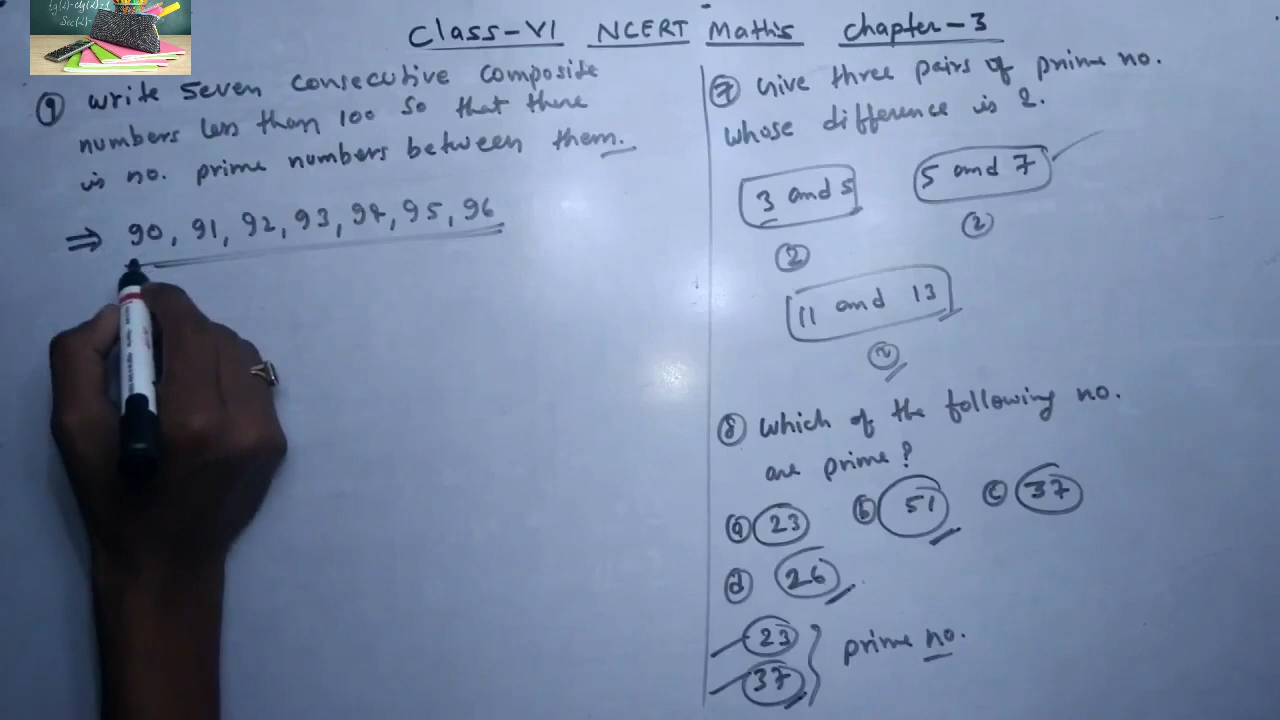 Class-VI NCERT Maths chapter-3
⑨ Write seven consecutive composite
numbers less than 100 so that there
is no. prime numbers between them.
⇒ 90, 91, 92, 93, 94, 95, 96
⑦ Give three pairs of prime no.
whose difference is 2.
3 and 5
5 and 7
②
②
11 and 13
②
⑧ Which of the following no.
are prime?
ⓐ 23 ⓑ 51 ⓒ 37
ⓓ 26
23
37
} prime no.